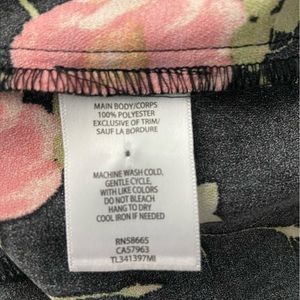 MAIN BODY/CORPS
100% POLYESTER
EXCLUSIVE OF TRIM/
SAUF LA BORDURE
MACHINE WASH COLD,
GENTLE CYCLE,
WITH LIKE COLORS
DO NOT BLEACH
HANG TO DRY
COOL IRON IF NEEDED
RN58665
CA57963
TL341397MI